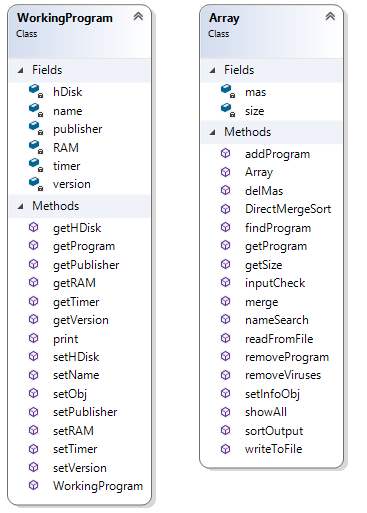 WorkingProgram
Class
Fields
hDisk
name
publisher
RAM
timer
version
Methods
getHDisk
getProgram
getPublisher
getRAM
getTimer
getVersion
print
setHDisk
setName
setObj
setPublisher
setRAM
setTimer
setVersion
WorkingProgram
Array
Class
Fields
mas
size
Methods
addProgram
Array
delMas
DirectMergeSort
findProgram
getProgram
getSize
inputCheck
merge
nameSearch
readFromFile
removeProgram
removeViruses
setInfoObj
showAll
sortOutput
writeToFile